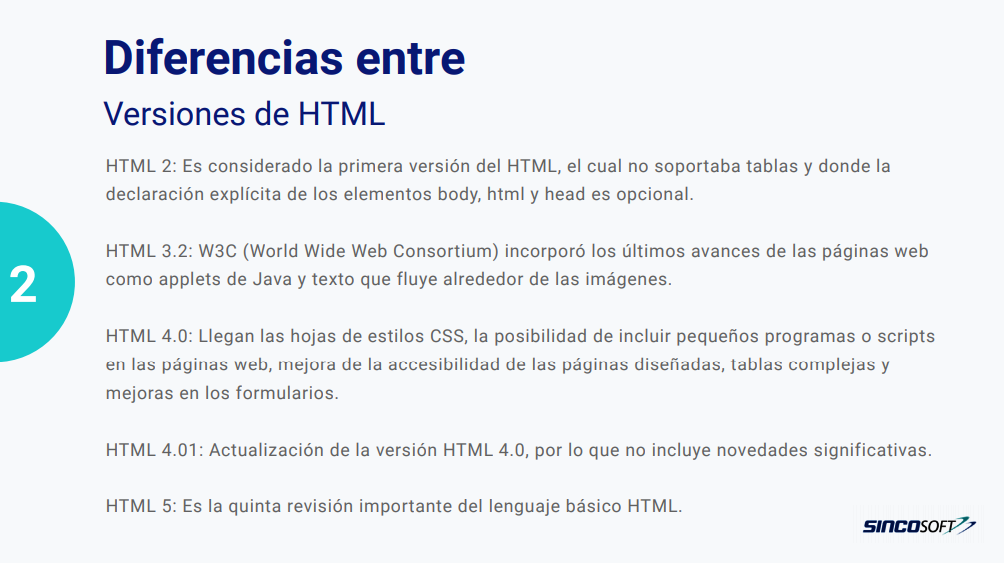 Diferencias entre
Versiones de HTML
HTML 2: Es considerado la primera versión del HTML, el cual no soportaba tablas y donde la
declaración explícita de los elementos body, html y head es opcional.
HTML 3.2: W3C (World Wide Web Consortium) incorporó los últimos avances de las páginas web
como applets de Java y texto que fluye alrededor de las imágenes.
2
HTML 4.0: Llegan las hojas de estilos CSS, la posibilidad de incluir pequeños programas o scripts
en las páginas web, mejora de la accesibilidad de las páginas diseñadas, tablas complejas y
mejoras en los formularios.
HTML 4.01: Actualización de la versión HTML 4.0, por lo que no incluye novedades significativas.
HTML 5: Es la quinta revisión importante del lenguaje básico HTML.
SINCOSOFT